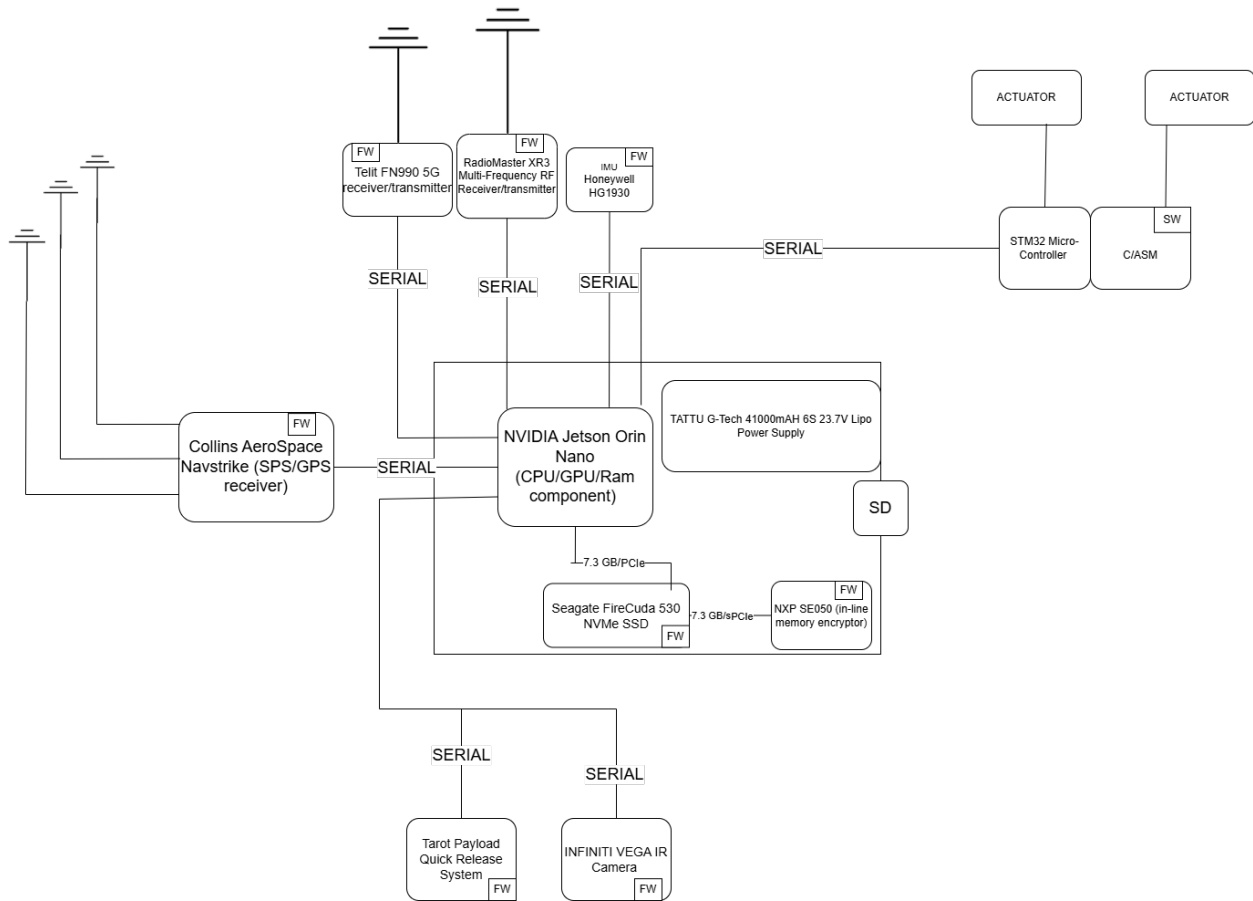 FW
Telit FN990 5G
receiver/transmitter
FW
RadioMaster XR3
Multi-Frequency RF
Receiver/transmitter
FW
IMU
Honeywell
HG1930
ACTUATOR
ACTUATOR
STM32 Micro-
Controller
SW
C/ASM
SERIAL
SERIAL
SERIAL
SERIAL
FW
Collins AeroSpace
Navstrike (SPS/GPS
receiver)
SERIAL
NVIDIA Jetson Orin
Nano
(CPU/GPU/Ram
component)
TATTU G-Tech 41000mAH 6S 23.7V Lipo
Power Supply
SD
7.3 GB/PCIe
Seagate FireCuda 530
NVMe SSD
FW
7.3 GB/sPCIe
FW
NXP SE050 (in-line
memory encryptor)
SERIAL
SERIAL
Tarot Payload
Quick Release
System
FW
INFINITI VEGA IR
Camera
FW